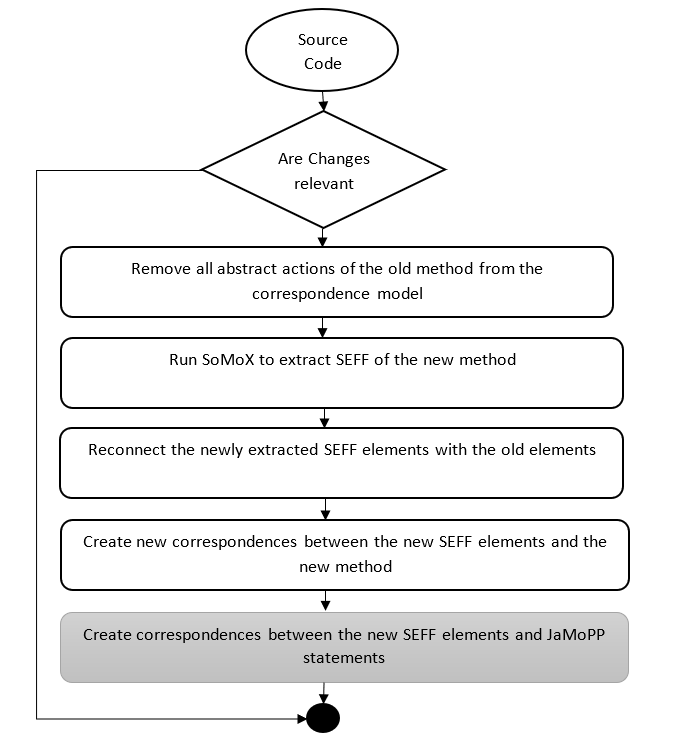 Source
Code
Are Changes
relevant
Remove all abstract actions of the old method from the
correspondence model
Run SoMoX to extract SEFF of the new method
Reconnect the newly extracted SEFF elements with the old elements
Create new correspondences between the new SEFF elements and the
new method
Create correspondences between the new SEFF elements and JaMoPP
statements